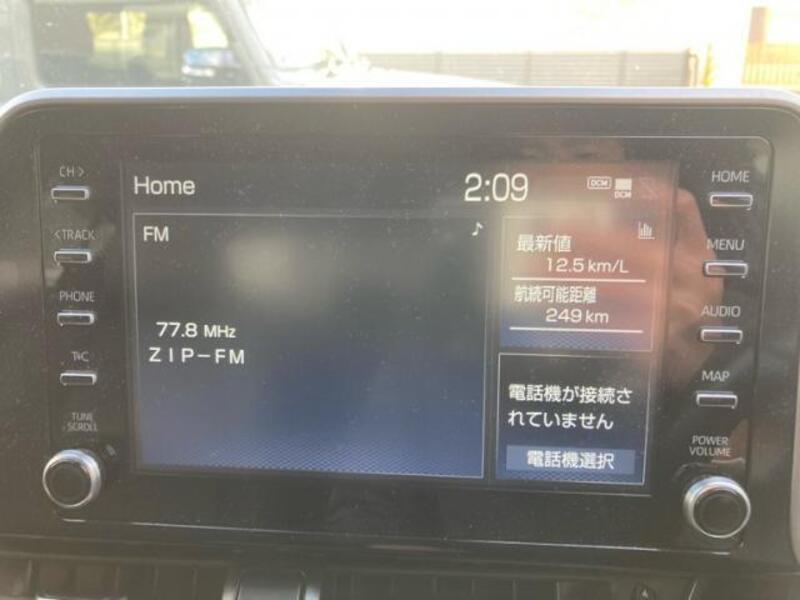 CH >
< TRACK
PHONE
T•C
TUNE
SCROLL
Home
2:09
DCM
DCM
FM
77.8 MHz
ZIP-FM
最新値
12.5 km/L
航続可能距離
249 km
電話機が接続さ
れていません
電話機選択
HOME
MENU
AUDIO
MAP
POWER
VOLUME